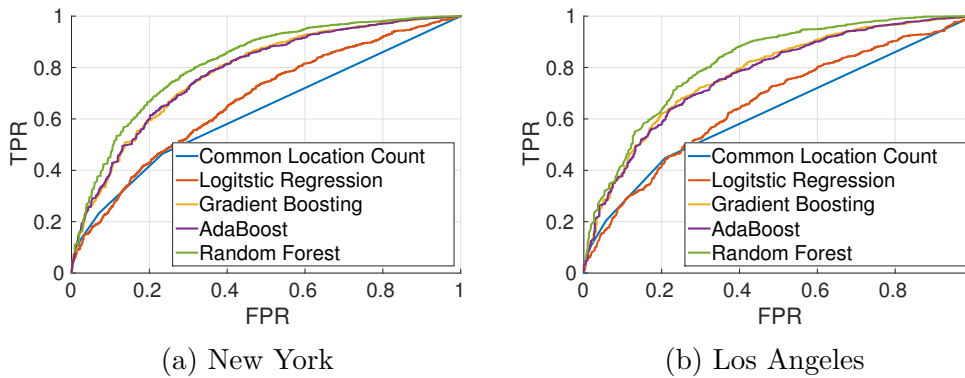 1
0.8
0.6
0.4
0.2
0
TPR
0 0.2 0.4 0.6 0.8 1
FPR
Common Location Count
Logitstic Regression
Gradient Boosting
AdaBoost
Random Forest
(a) New York
1
0.8
0.6
0.4
0.2
0
TPR
0 0.2 0.4 0.6 0.8
FPR
Common Location Count
Logitstic Regression
Gradient Boosting
AdaBoost
Random Forest
(b) Los Angeles